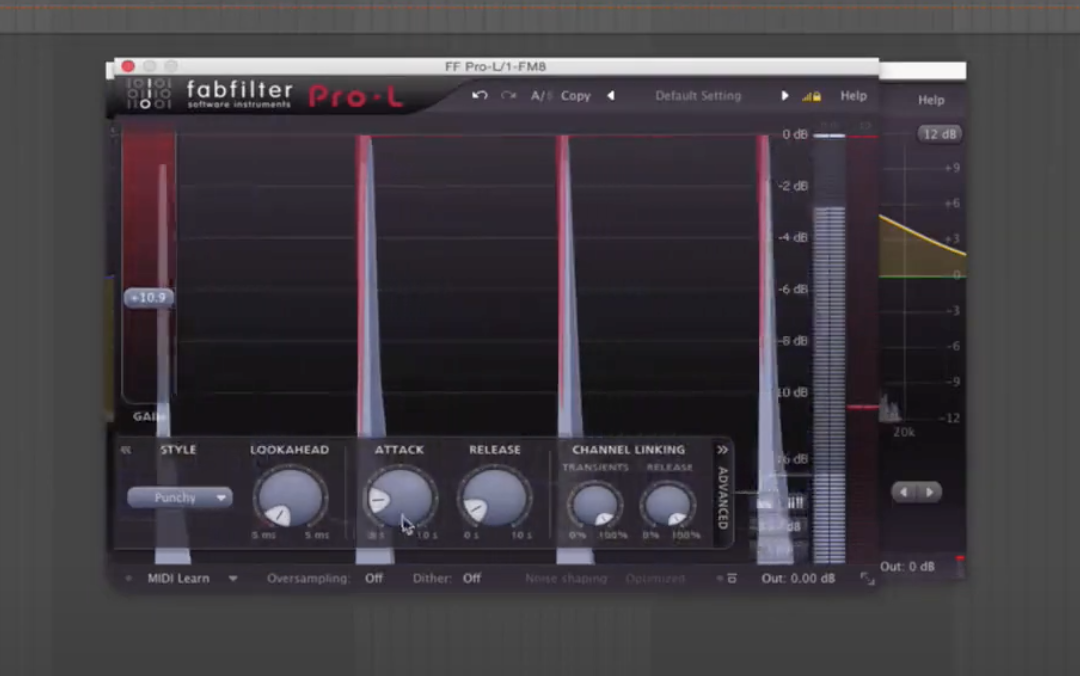 FF Pro-L/1-FM8
fabfilter
software instruments
Pro·L
A/B Copy
Default Setting
Help
Help
0 dB
12 dB
-2 dB
-4 dB
-6 dB
-8 dB
10 dB
16 dB
+9
+6
+3
0
-3
-6
-9
-12
20k
+10.9
GAIN
STYLE
LOOKAHEAD
ATTACK
RELEASE
CHANNEL LINKING
TRANSIENTS
RELEASE
Punchy
5 ms
5 ms
10 s
0 s
10 s
0%
100%
0%
100%
ADVANCED
MIDI Learn
Oversampling: Off
Dither: Off
Noise shaping
Optimized
Out: 0.00 dB
Out: 0 dB